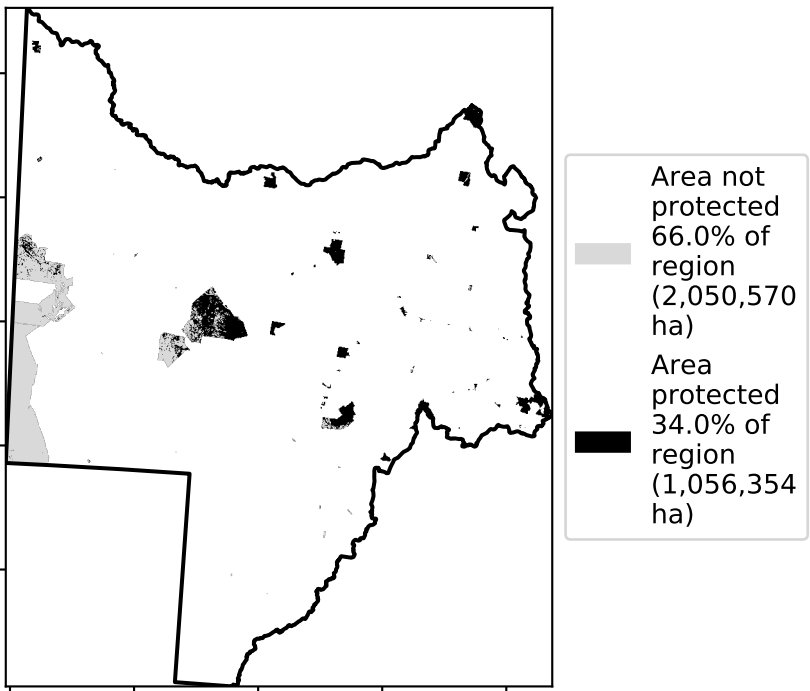 Area not
protected
66.0% of
region
(2,050,570
ha)
Area
protected
34.0% of
region
(1,056,354
ha)